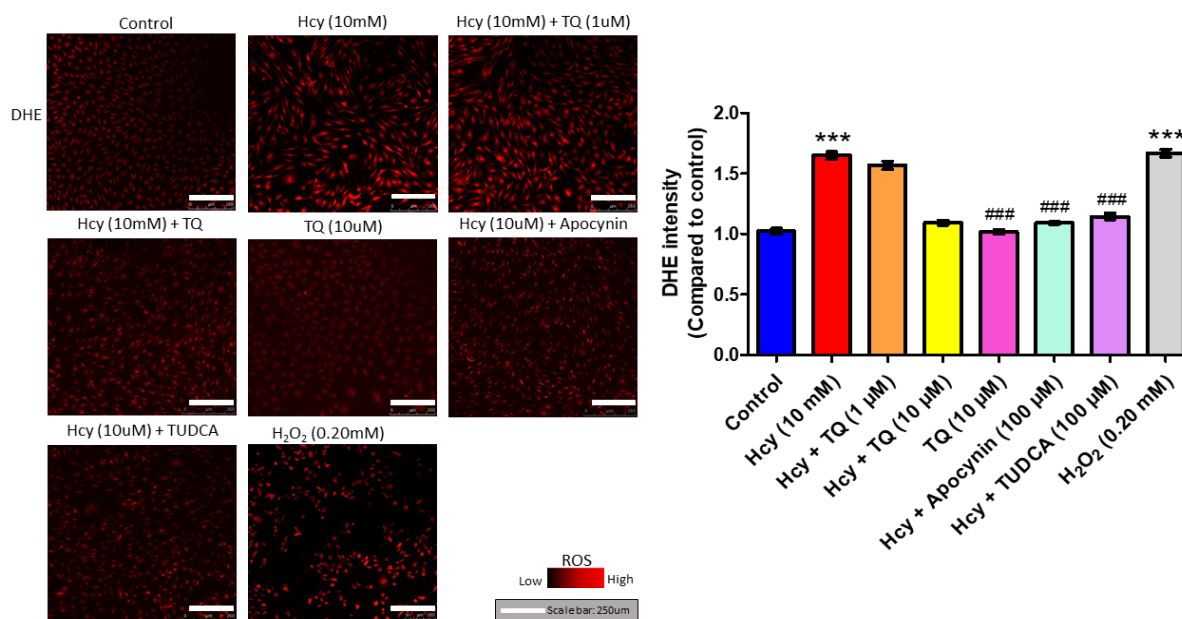 Control
Hcy (10mM)
Hcy (10mM) + TQ (1uM)
DHE
Hcy (10mM) + TQ
TQ (10uM)
Hcy (10uM) + Apocynin
Hcy (10uM) + TUDCA
H₂O₂ (0.20mM)
ROS
Low
High
Scale bar: 250um
DHE intensity
(Compared to control)
2.0
1.5
1.0
0.5
0.0
***
###
###
###
***
Control
Hcy (10 mM)
Hcy + TQ (1 µM)
Hcy + TQ (10 µM)
TQ (10 µM)
Hcy + Apocynin (100 µM)
Hcy + TUDCA (100 µM)
H₂O₂ (0.20 mM)